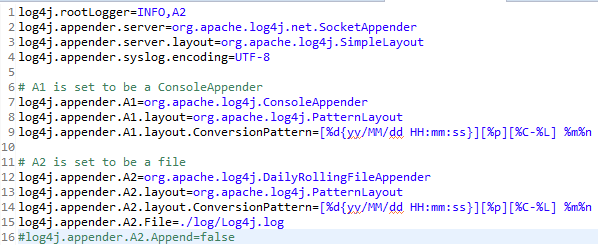 1 log4j.rootLogger=INFO,A2
2 log4j.appender.server=org.apache.log4j.net.SocketAppender
3 log4j.appender.server.layout=org.apache.log4j.SimpleLayout
4 log4j.appender.syslog.encoding=UTF-8
5
6 # A1 is set to be a ConsoleAppender
7 log4j.appender.A1=org.apache.log4j.ConsoleAppender
8 log4j.appender.A1.layout=org.apache.log4j.PatternLayout
9 log4j.appender.A1.layout.ConversionPattern=[%d{yy/MM/dd HH:mm:ss}][%p][%C-%L] %m%n
10
11 # A2 is set to be a file
12 log4j.appender.A2=org.apache.log4j.DailyRollingFileAppender
13 log4j.appender.A2.layout=org.apache.log4j.PatternLayout
14 log4j.appender.A2.layout.ConversionPattern=[%d{yy/MM/dd HH:mm:ss}][%p][%C-%L] %m%n
15 log4j.appender.A2.File=./log/Log4j.log
16 #log4j.appender.A2.Append=false